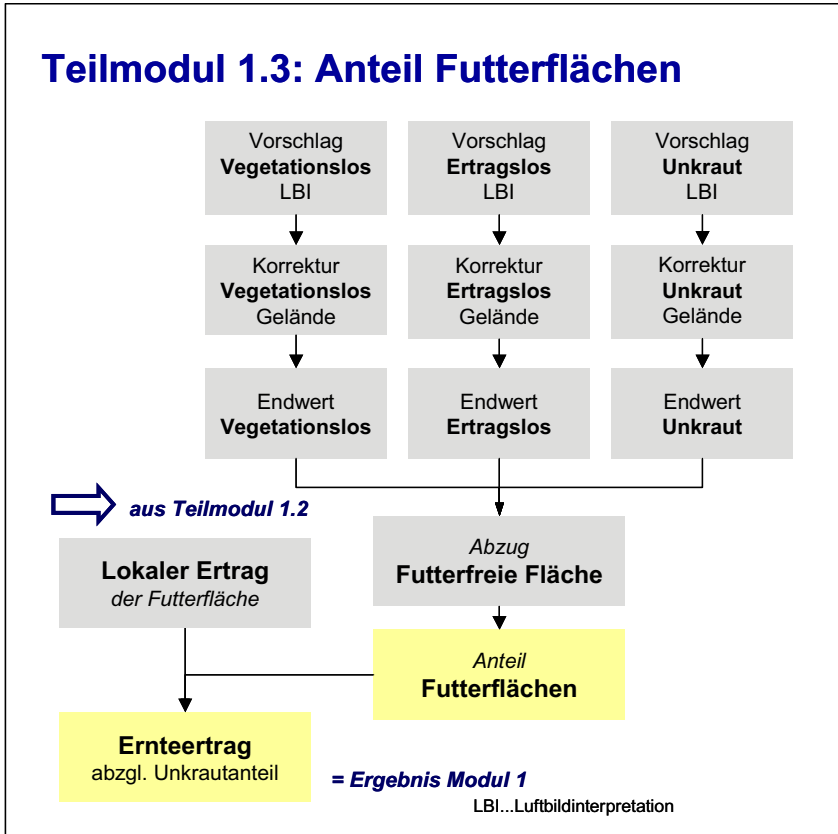 Teilmodul 1.3: Anteil Futterflächen
Vorschlag
Vegetationslos
LBI
Vorschlag
Ertragslos
LBI
Vorschlag
Unkraut
LBI
Korrektur
Vegetationslos
Gelände
Korrektur
Ertragslos
Gelände
Korrektur
Unkraut
Gelände
Endwert
Vegetationslos
Endwert
Ertragslos
Endwert
Unkraut
aus Teilmodul 1.2
Lokaler Ertrag
der Futterfläche
Abzug
Futterfreie Fläche
Anteil
Futterflächen
Ernteertrag
abzgl. Unkrautanteil
= Ergebnis Modul 1
LBI...Luftbildinterpretation